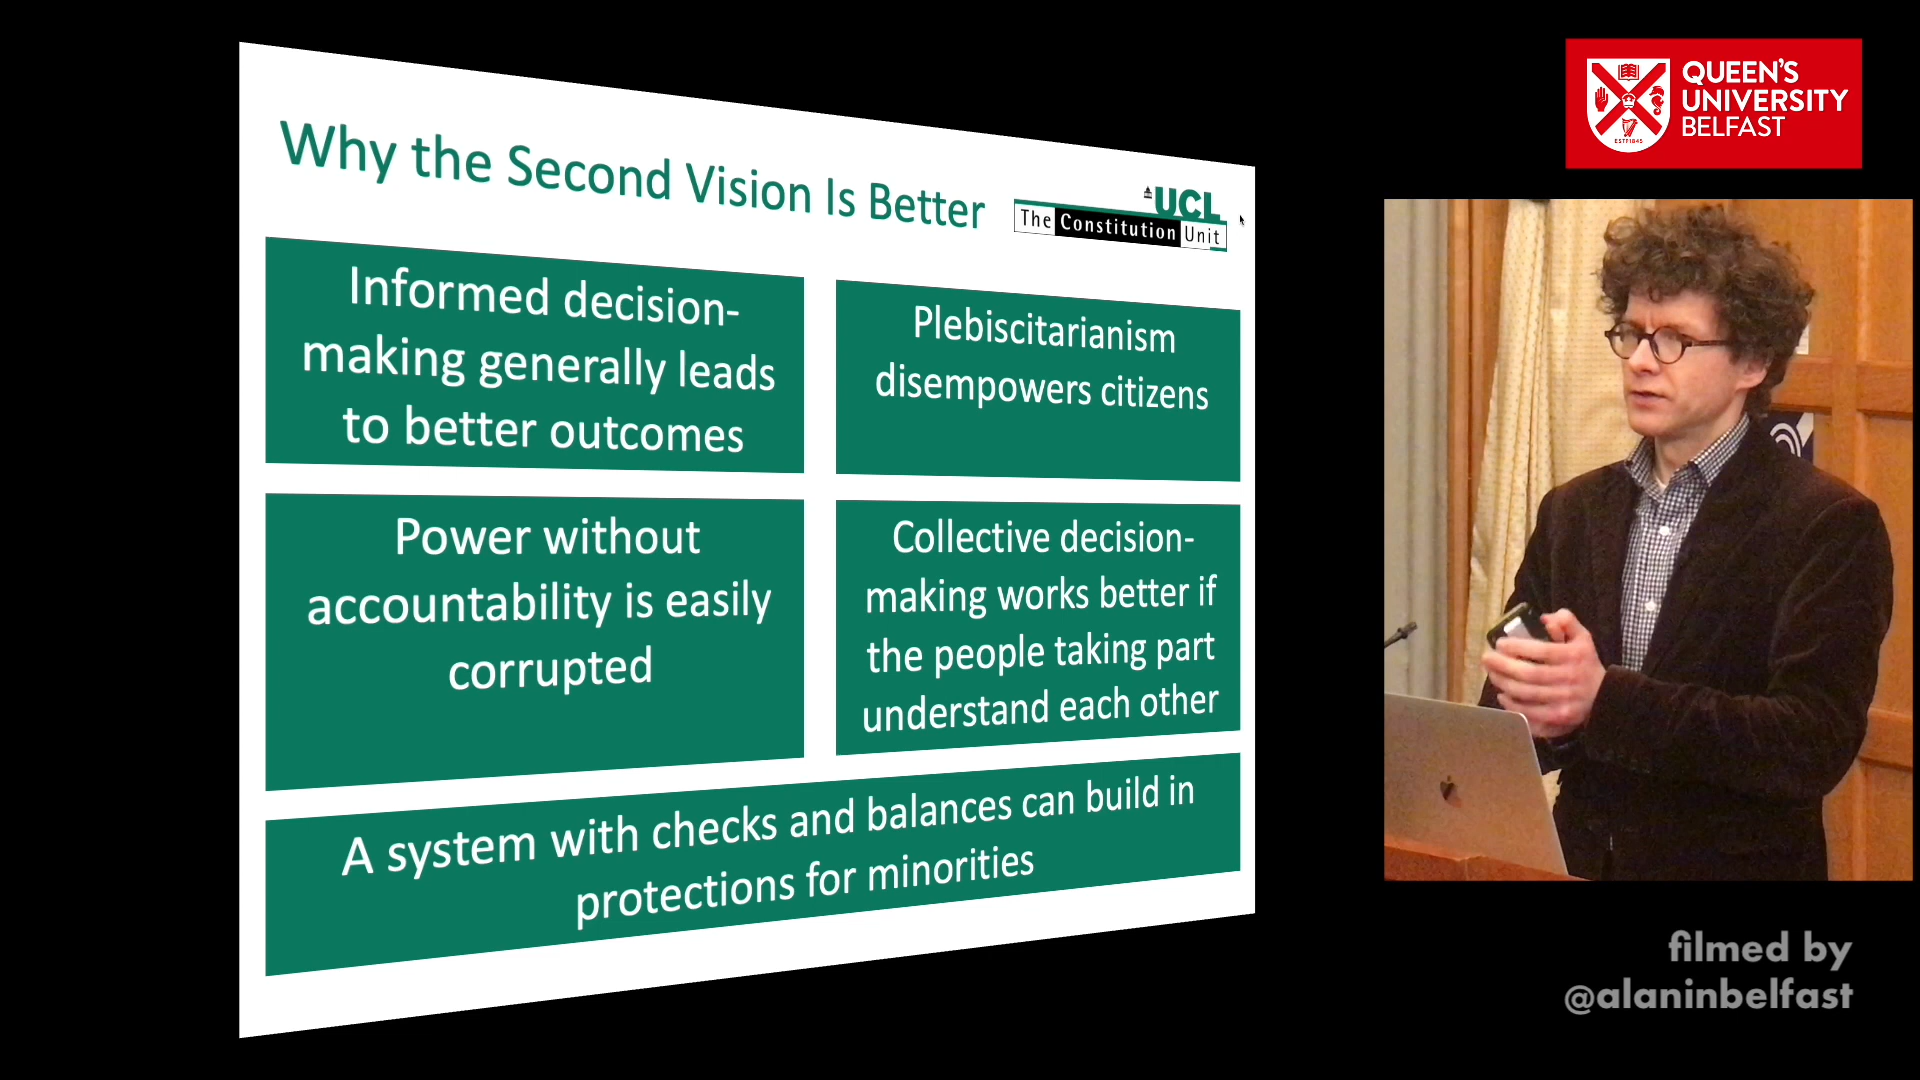 Why the Second Vision Is Better
UCL
The Constitution Unit
Informed decision-
making generally leads
to better outcomes
Plebiscitarianism
disempowers citizens
Power without
accountability is easily
corrupted
Collective decision-
making works better if
the people taking part
understand each other
A system with checks and balances can build in
protections for minorities
QUEEN'S
UNIVERSITY
BELFAST
ESTD1845
filmed by
@alaninbelfast